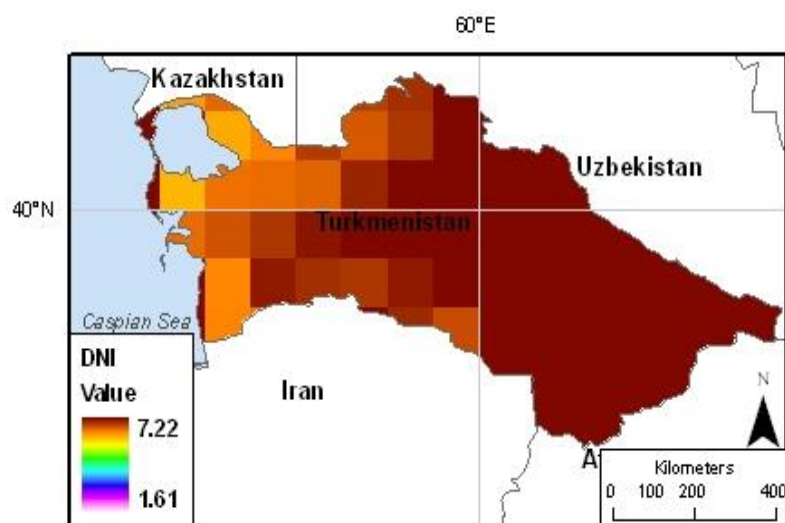 60°E
Kazakhstan
Uzbekistan
40°N
Turkmenistan
Caspian Sea
DNI
Value
7.22
1.61
Iran
N
A
Kilometers
0 100 200 400